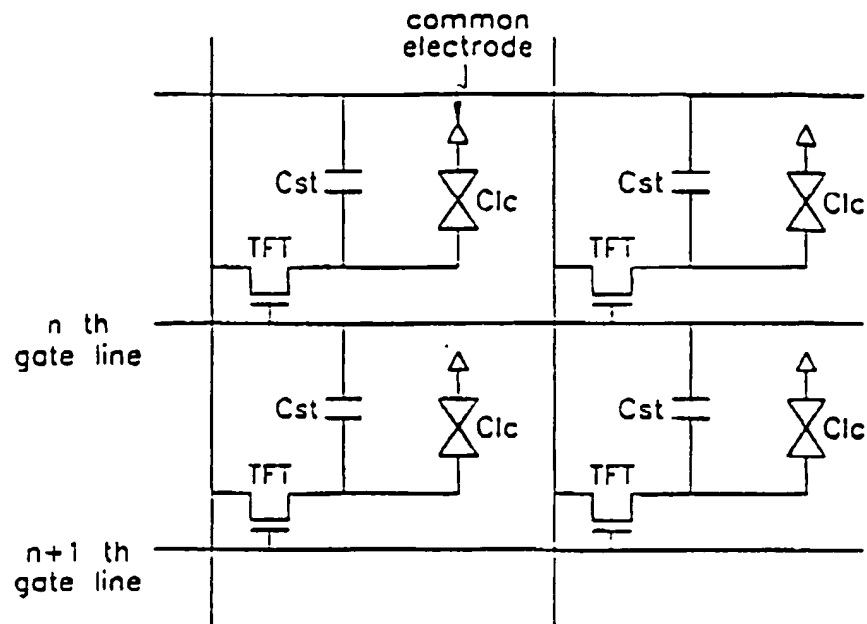 common
electrode
Cst
Clc
Cst
Clc
TFT
TFT
n th
gate line
Cst
Clc
Cst
Clc
TFT
TFT
n+1 th
gate line